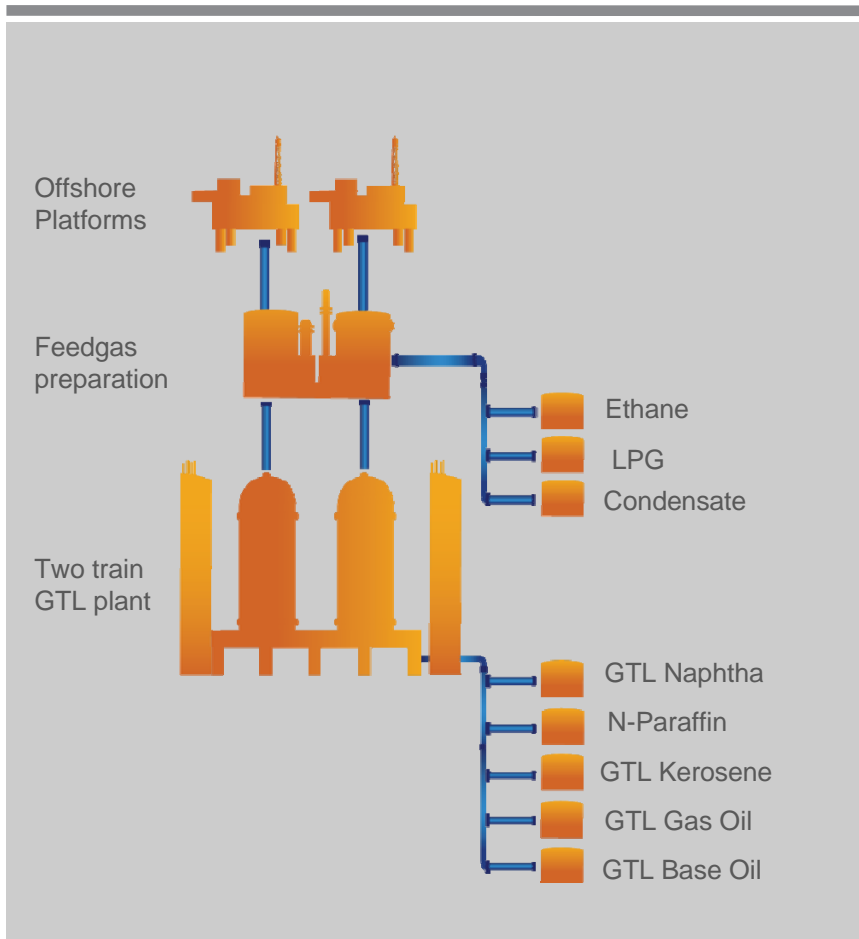 Offshore
Platforms
Feedgas
preparation
Ethane
LPG
Condensate
Two train
GTL plant
GTL Naphtha
N-Paraffin
GTL Kerosene
GTL Gas Oil
GTL Base Oil